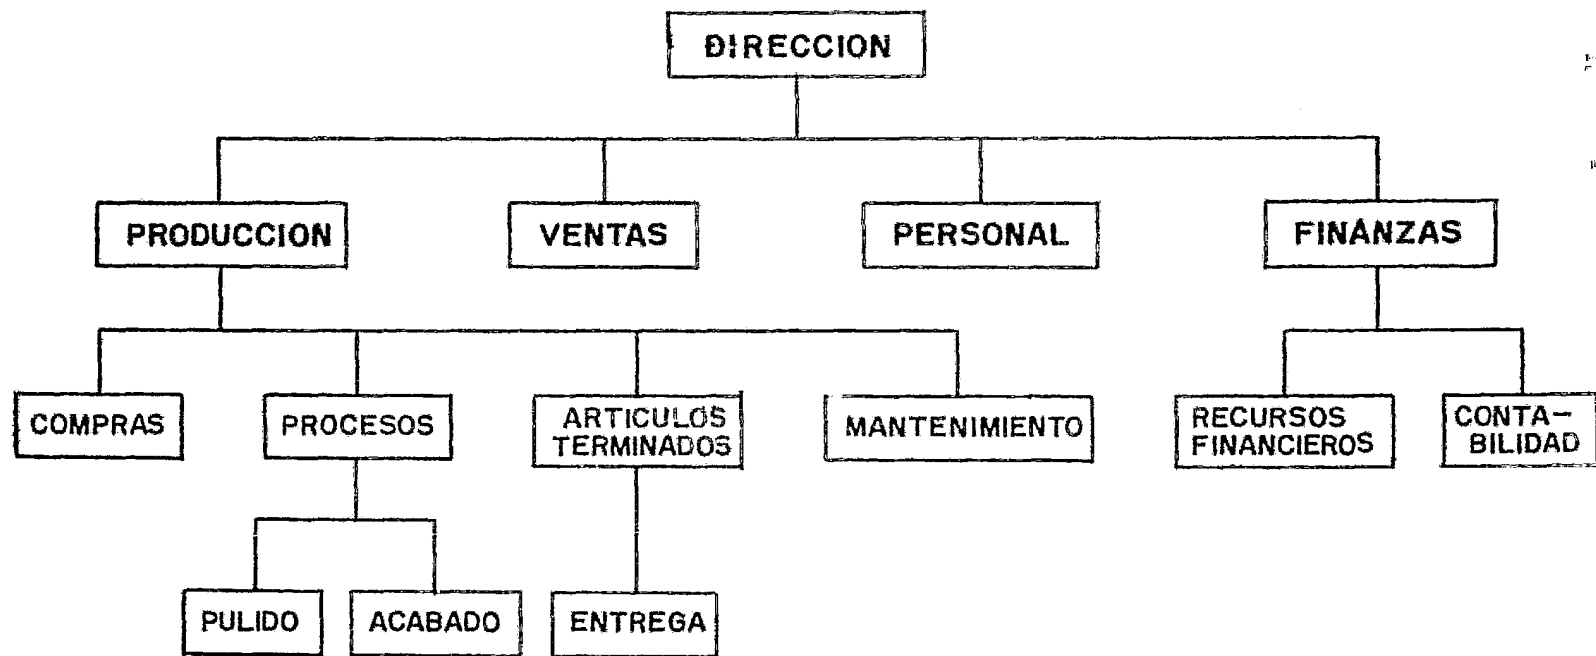 DIRECCION
PRODUCCION
VENTAS
PERSONAL
FINANZAS
COMPRAS
PROCESOS
ARTICULOS
TERMINADOS
MANTENIMIENTO
RECURSOS
FINANCIEROS
CONTA-
BILIDAD
PULIDO
ACABADO
ENTREGA